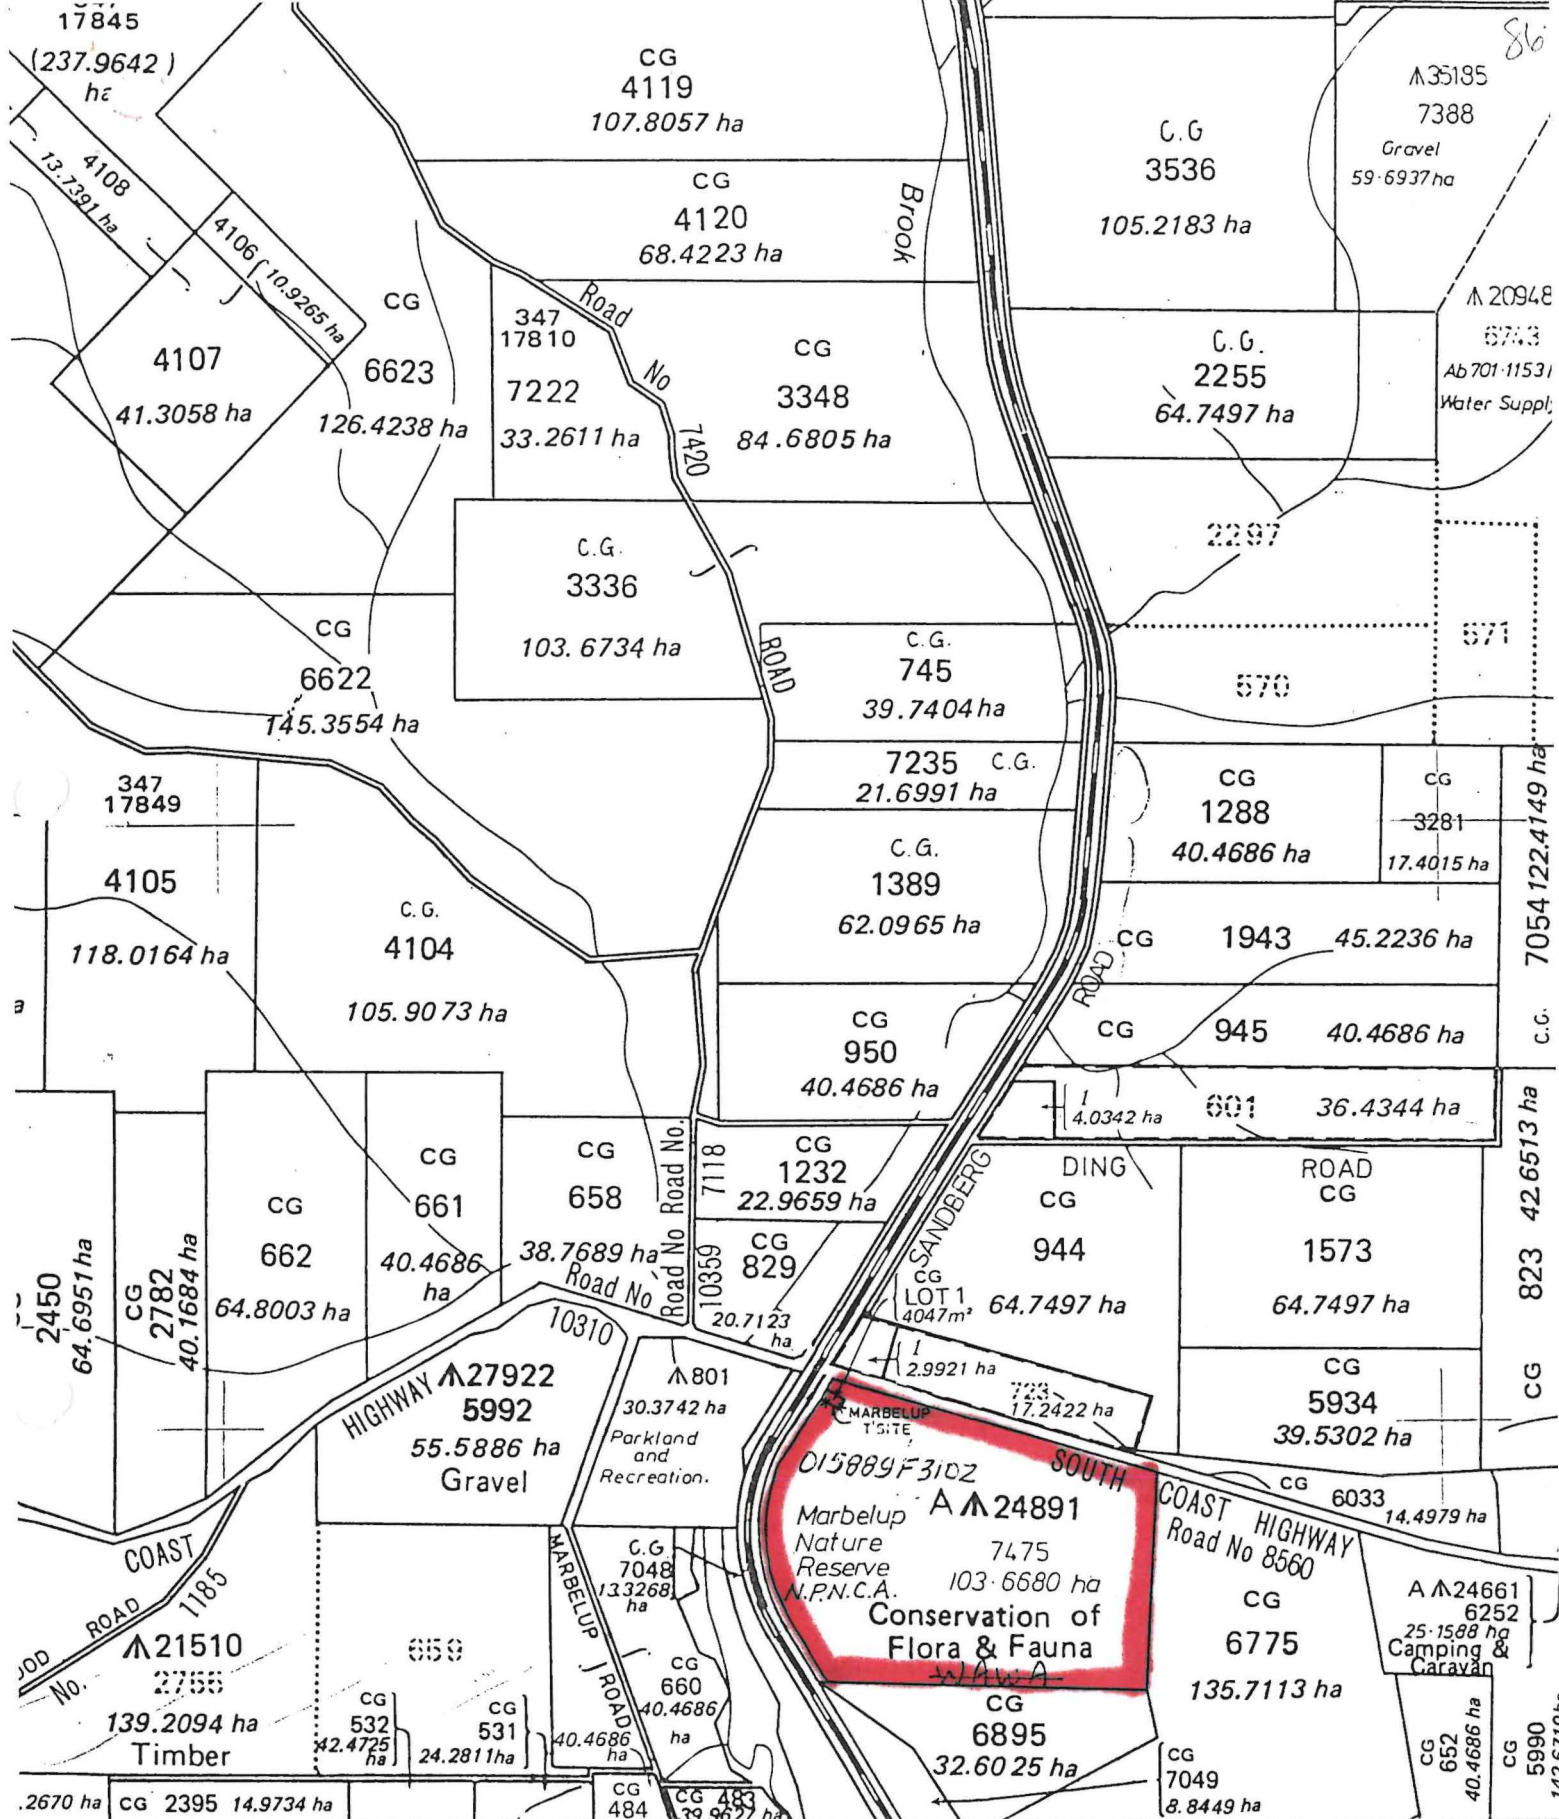 17845
(237.9642)
ha
86
CG
4119
107.8057 ha
C.G
3536
105.2183 ha
35185
7388
Gravel
59.6937 ha
4108
13.7391 ha
4106
10.9265 ha
CG
4120
68.4223 ha
Brook
4107
41.3058 ha
CG
6623
126.4238 ha
347
17810
7222
33.2611 ha
Road
No
7420
CG
3348
84.6805 ha
C.G.
2255
64.7497 ha
20948
6743
Ab 701.1153
Water Supply
C.G.
3336
103.6734 ha
2297
CG
6622
145.3554 ha
ROAD
C.G.
745
39.7404 ha
570
571
7235 C.G.
21.6991 ha
347
17849
4105
118.0164 ha
C.G.
4104
105.9073 ha
C.G.
1389
62.0965 ha
CG
1288
40.4686 ha
CG
3281
17.4015 ha
C.G. 7054 122.4149 ha
CG 1943 45.2236 ha
ROAD
CG
950
40.4686 ha
CG 945 40.4686 ha
1
4.0342 ha
601 36.4344 ha
2450
64.6951 ha
CG
2782
40.1684 ha
CG
662
64.8003 ha
CG
661
40.4686
ha
CG
658
38.7689 ha
Road No.
7118
CG
1232
22.9659 ha
Road No
10359
CG
829
20.7123
ha
SANDBERG
DING ROAD
CG
944
64.7497 ha
CG
1573
64.7497 ha
CG 823 42.6513 ha
CG
LOT 1
4047m²
Road No
10310
1
2.9921 ha
723
17.2422 ha
CG
5934
39.5302 ha
HIGHWAY
27922
5992
55.5886 ha
Gravel
801
30.3742 ha
Parkland
and
Recreation.
MARBELUP
T'SITE
015889F3102
A 24891
Marbelup
Nature
Reserve
N.P.N.C.A.
7475
103.6680 ha
Conservation of
Flora & Fauna
WAWA
SOUTH
COAST HIGHWAY
Road No 8560
CG 6033
14.4979 ha
COAST
ROAD
No.
1185
21510
2766
139.2094 ha
Timber
659
MARBELUP
ROAD
C.G
7048
13.3268
ha
CG
660
40.4686
ha
CG
532
42.4725
ha
CG
531
24.2811ha
40.4686
ha
CG
6895
32.6025 ha
CG
6775
135.7113 ha
A 24661
6252
25.1588 ha
Camping &
Caravan
CG
652
40.4686 ha
CG
5990
CG
7049
8.8449 ha
.2670 ha
CG 2395 14.9734 ha
CG
484
CG 483
39.9627 ha